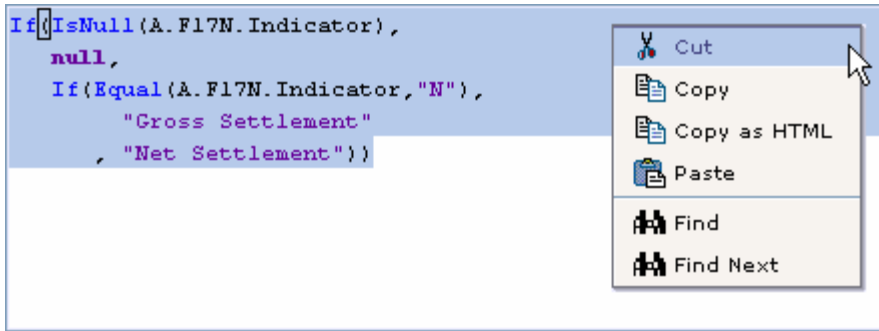 If(IsNull(A.F17N.Indicator),
null,
If(Equal(A.F17N.Indicator,"N"),
"Gross Settlement"
, "Net Settlement"))
Cut
Copy
Copy as HTML
Paste
Find
Find Next